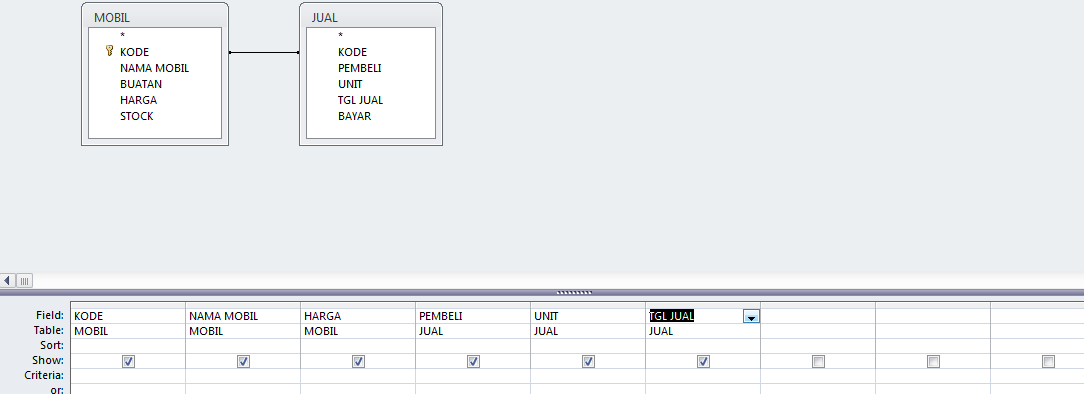 MOBIL
*
KODE
NAMA MOBIL
BUATAN
HARGA
STOCK
JUAL
*
KODE
PEMBELI
UNIT
TGL JUAL
BAYAR
Field: KODE NAMA MOBIL HARGA PEMBELI UNIT TGL JUAL
Table: MOBIL MOBIL MOBIL JUAL JUAL JUAL
Sort:
Show:
Criteria:
or: